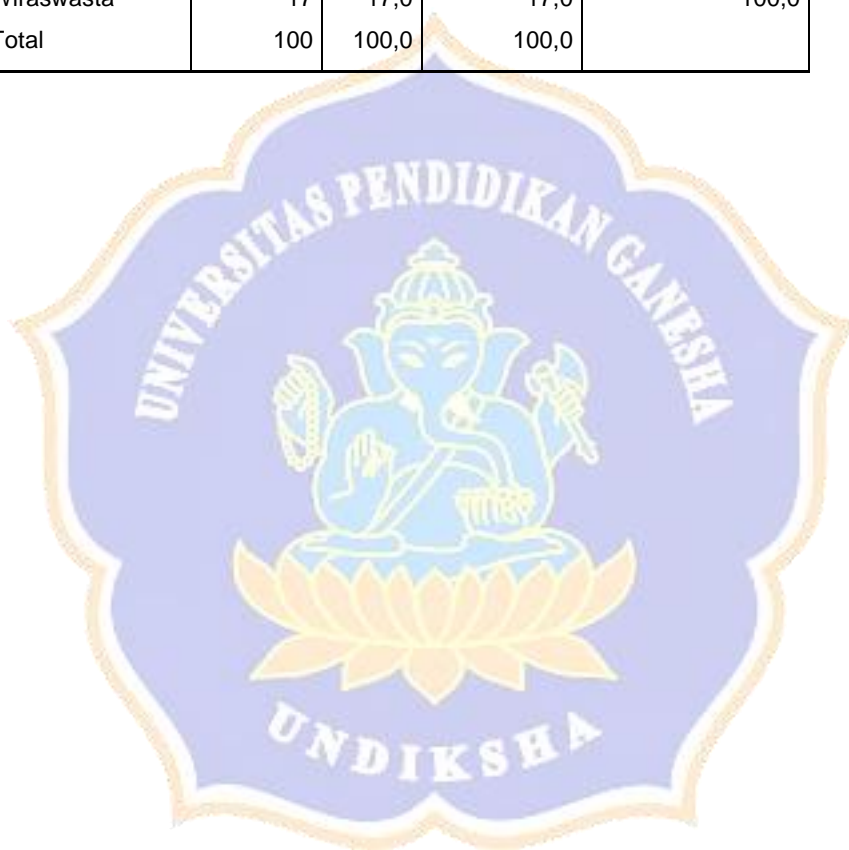 Wiraswasta 17 17,0 17,0 100,0
Total 100 100,0 100,0
UNIVERSITAS PENDIDIKAN GANESHA
UNDIKSHA